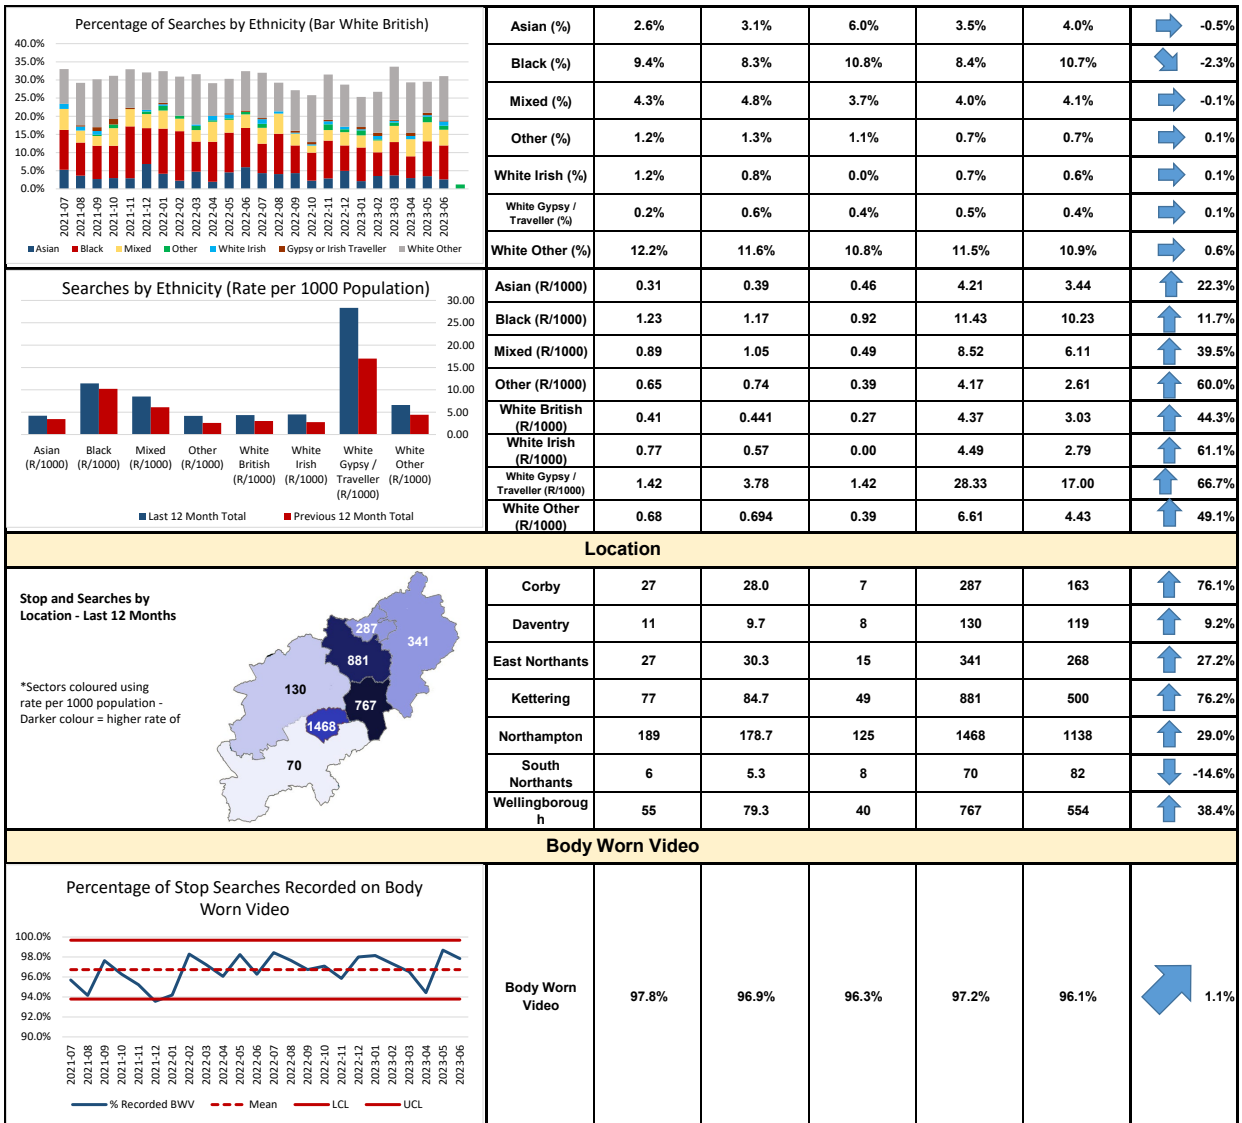 Percentage of Searches by Ethnicity (Bar White British)
40.0%
35.0%
30.0%
25.0%
20.0%
15.0%
10.0%
5.0%
0.0%
2021-07 2021-08 2021-09 2021-10 2021-11 2021-12 2022-01 2022-02 2022-03 2022-04 2022-05 2022-06 2022-07 2022-08 2022-09 2022-10 2022-11 2022-12 2023-01 2023-02 2023-03 2023-04 2023-05 2023-06
Asian Black Mixed Other White Irish Gypsy or Irish Traveller White Other
Asian (%) 2.6% 3.1% 6.0% 3.5% 4.0% -0.5%
Black (%) 9.4% 8.3% 10.8% 8.4% 10.7% -2.3%
Mixed (%) 4.3% 4.8% 3.7% 4.0% 4.1% -0.1%
Other (%) 1.2% 1.3% 1.1% 0.7% 0.7% 0.1%
White Irish (%) 1.2% 0.8% 0.0% 0.7% 0.6% 0.1%
White Gypsy /
Traveller (%) 0.2% 0.6% 0.4% 0.5% 0.4% 0.1%
White Other (%) 12.2% 11.6% 10.8% 11.5% 10.9% 0.6%
Searches by Ethnicity (Rate per 1000 Population)
30.00
25.00
20.00
15.00
10.00
5.00
0.00
Asian Black Mixed Other White White White White
(R/1000) (R/1000) (R/1000) (R/1000) British Irish Gypsy / Other
(R/1000) (R/1000) Traveller (R/1000)
(R/1000)
Last 12 Month Total Previous 12 Month Total
Asian (R/1000) 0.31 0.39 0.46 4.21 3.44 22.3%
Black (R/1000) 1.23 1.17 0.92 11.43 10.23 11.7%
Mixed (R/1000) 0.89 1.05 0.49 8.52 6.11 39.5%
Other (R/1000) 0.65 0.74 0.39 4.17 2.61 60.0%
White British
(R/1000) 0.41 0.441 0.27 4.37 3.03 44.3%
White Irish
(R/1000) 0.77 0.57 0.00 4.49 2.79 61.1%
White Gypsy /
Traveller (R/1000) 1.42 3.78 1.42 28.33 17.00 66.7%
White Other
(R/1000) 0.68 0.694 0.39 6.61 4.43 49.1%
Location
Stop and Searches by
Location - Last 12 Months
*Sectors coloured using
rate per 1000 population -
Darker colour = higher rate of
287
341
881
130
767
1468
70
Corby 27 28.0 7 287 163 76.1%
Daventry 11 9.7 8 130 119 9.2%
East Northants 27 30.3 15 341 268 27.2%
Kettering 77 84.7 49 881 500 76.2%
Northampton 189 178.7 125 1468 1138 29.0%
South
Northants 6 5.3 8 70 82 -14.6%
Wellingboroug
h 55 79.3 40 767 554 38.4%
Body Worn Video
Percentage of Stop Searches Recorded on Body
Worn Video
100.0%
98.0%
96.0%
94.0%
92.0%
90.0%
2021-07 2021-08 2021-09 2021-10 2021-11 2021-12 2022-01 2022-02 2022-03 2022-04 2022-05 2022-06 2022-07 2022-08 2022-09 2022-10 2022-11 2022-12 2023-01 2023-02 2023-03 2023-04 2023-05 2023-06
% Recorded BWV Mean LCL UCL
Body Worn
Video 97.8% 96.9% 96.3% 97.2% 96.1% 1.1%